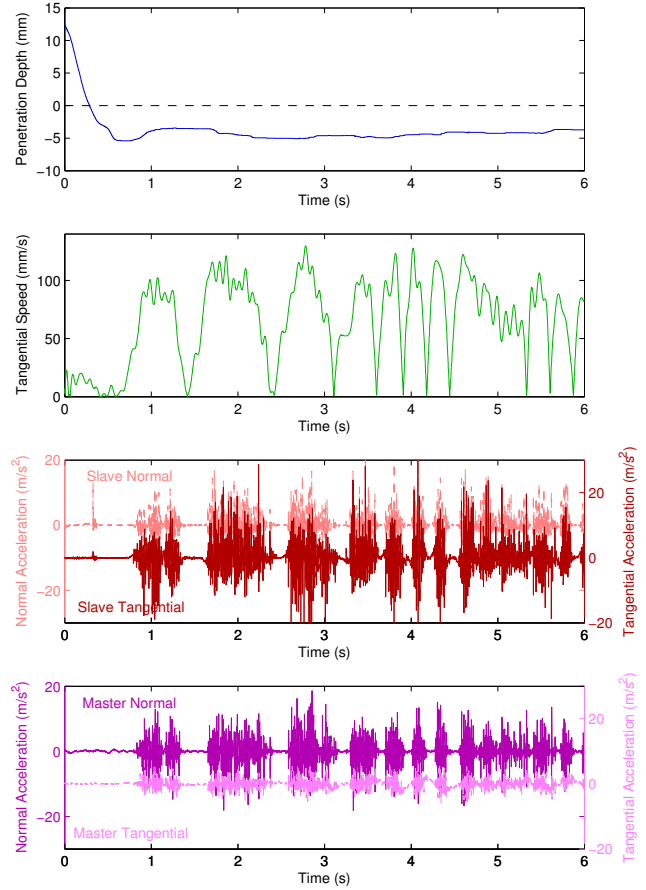 Penetration Depth (mm)
15
10
5
0
−5
−10
0 1 2 3 4 5 6
Time (s)
Tangential Speed (mm/s)
100
50
0
0 1 2 3 4 5 6
Time (s)
Normal Acceleration (m/s²)
20
0
−20
Slave Normal
Slave Tangential
20
0
−20
Tangential Acceleration (m/s²)
0 1 2 3 4 5 6
Time (s)
Normal Acceleration (m/s²)
20
0
−20
Master Normal
Master Tangential
20
0
−20
Tangential Acceleration (m/s²)
0 1 2 3 4 5 6
Time (s)